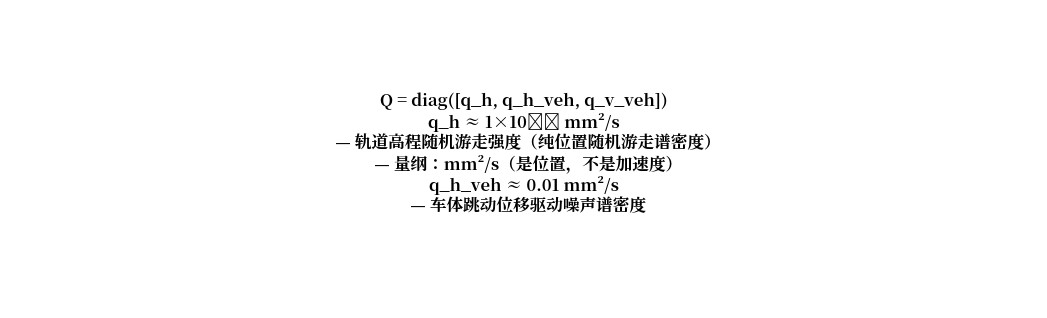 Q = diag([q_h, q_h_veh, q_v_veh])
q_h ≈ 1×10 mm²/s
— 轨道高程随机游走强度（纯位置随机游走谱密度）
— 量纲：mm²/s（是位置，不是加速度）
q_h_veh ≈ 0.01 mm²/s
— 车体跳动位移驱动噪声谱密度